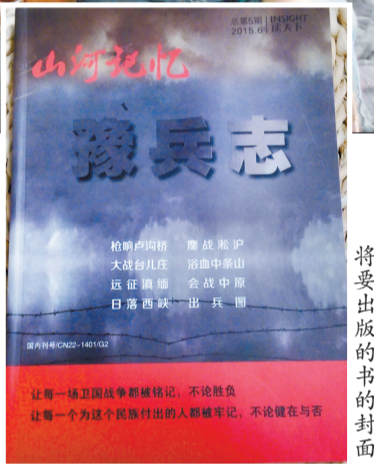 总第5期 | INSIGHT
2015.6 | 读天下
山河记忆
豫兵志
枪响卢沟桥 鏖战淞沪
大战台儿庄 浴血中条山
远征滇缅 会战中原
日落西峡 出兵图
国内刊号/CN22-1401/G2
让每一场卫国战争都被铭记，不论胜负
让每一个为这个民族付出的人都被牢记，不论健在与否
将要出版的书的封面